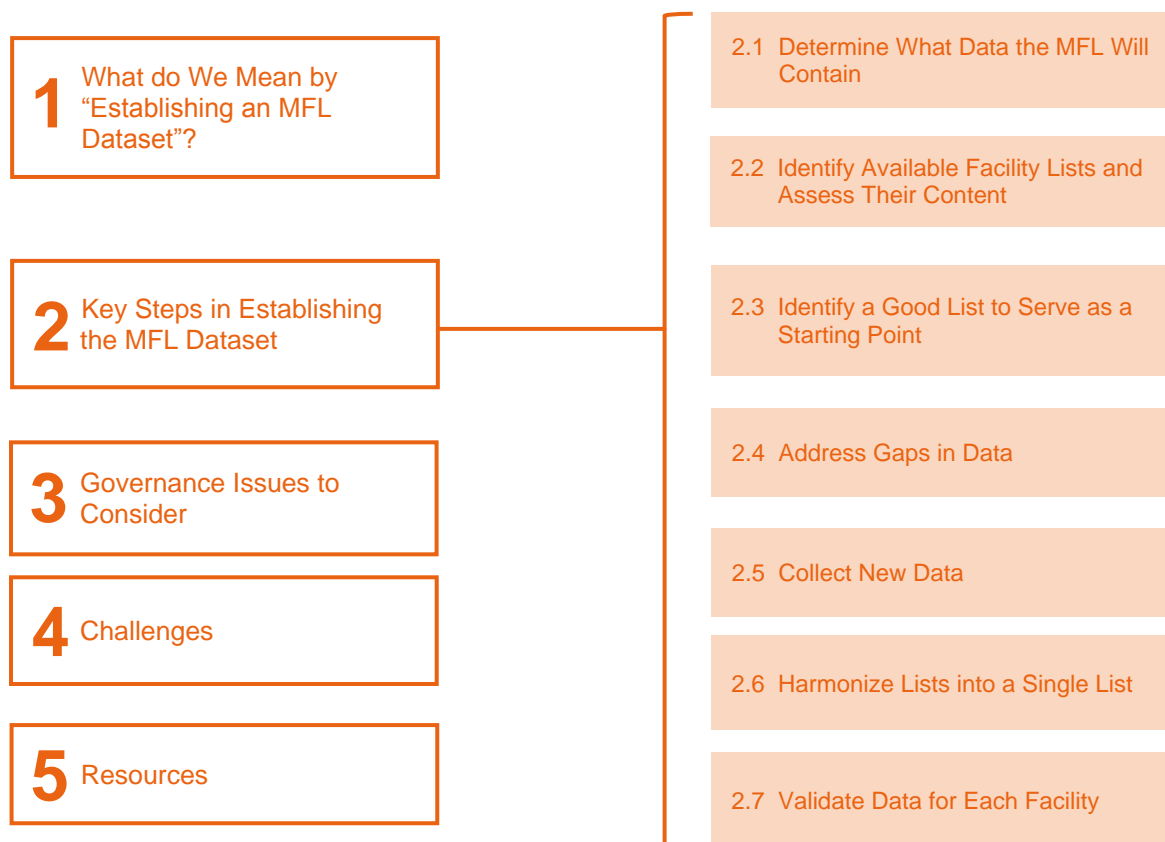 1
What do We Mean by
“Establishing an MFL
Dataset”?
2
Key Steps in Establishing
the MFL Dataset
3
Governance Issues to
Consider
4
Challenges
5
Resources
2.1 Determine What Data the MFL Will
Contain
2.2 Identify Available Facility Lists and
Assess Their Content
2.3 Identify a Good List to Serve as a
Starting Point
2.4 Address Gaps in Data
2.5 Collect New Data
2.6 Harmonize Lists into a Single List
2.7 Validate Data for Each Facility